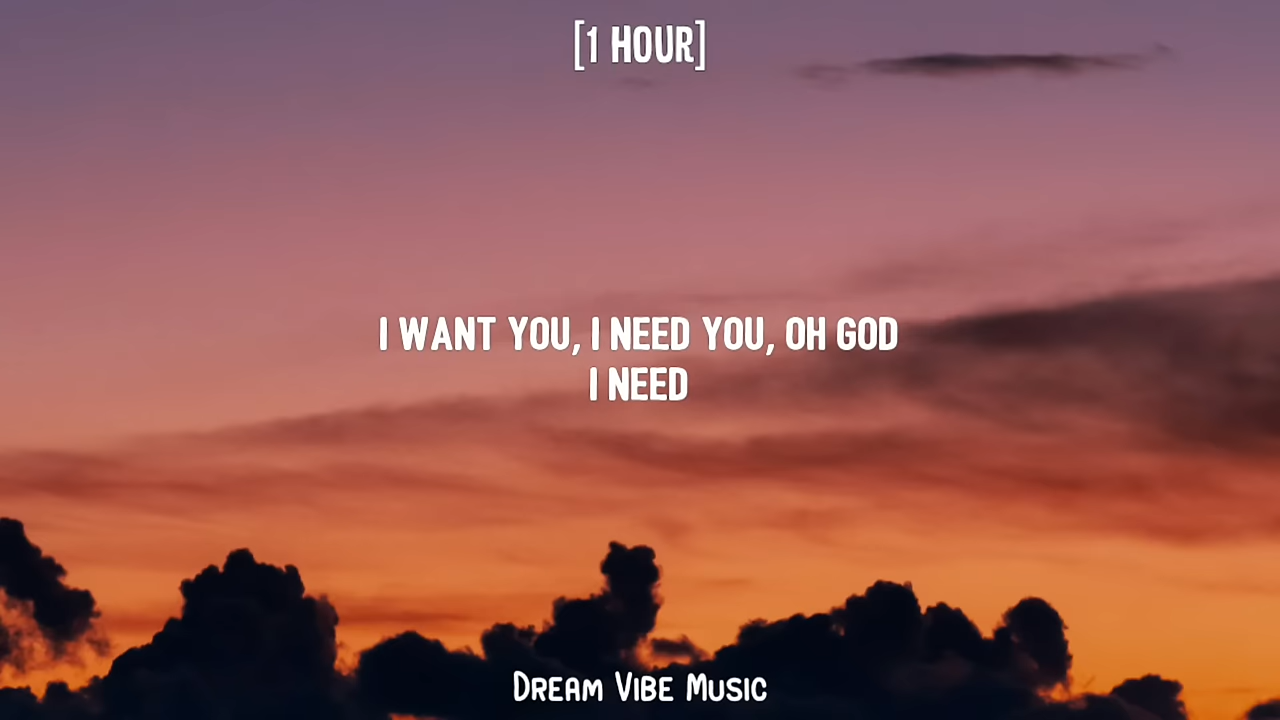 [1 HOUR]
I WANT YOU, I NEED YOU, OH GOD
I NEED
DREAM VIBE MUSIC